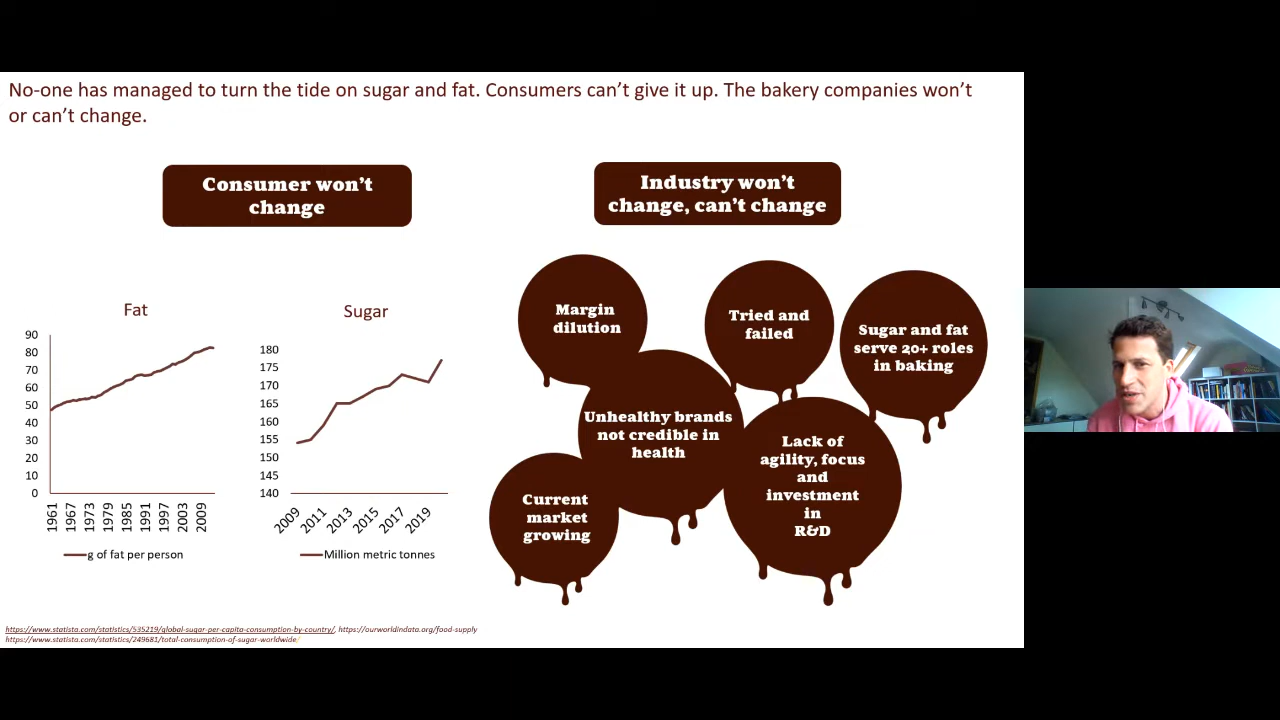 No-one has managed to turn the tide on sugar and fat. Consumers can't give it up. The bakery companies won't
or can't change.
Consumer won't
change
Industry won't
change, can't change
Fat
90
80
70
60
50
40
30
20
10
0
1961
1967
1973
1979
1985
1991
1997
2003
2009
g of fat per person
Sugar
180
175
170
165
160
155
150
145
140
2009
2011
2013
2015
2017
2019
Million metric tonnes
Margin
dilution
Tried and
failed
Sugar and fat
serve 20+ roles
in baking
Unhealthy brands
not credible in
health
Lack of
agility, focus
and
investment
in
R&D
Current
market
growing
https://www.statista.com/statistics/535219/global-sugar-per-capita-consumption-by-country/, https://ourworldindata.org/food-supply
https://www.statista.com/statistics/249681/total-consumption-of-sugar-worldwide/